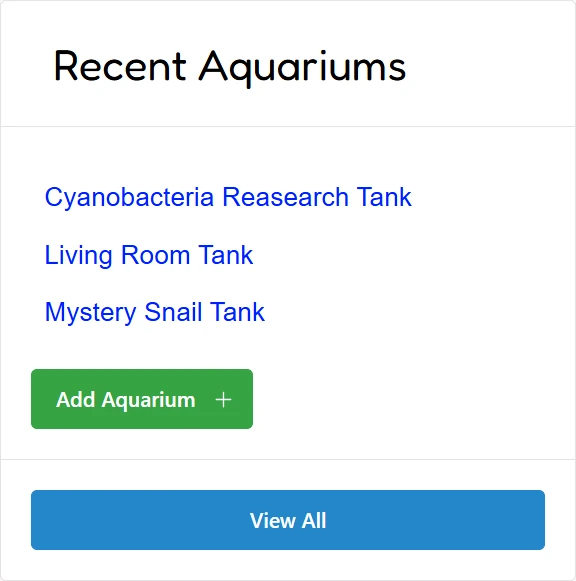 Recent Aquariums
Cyanobacteria Reasearch Tank
Living Room Tank
Mystery Snail Tank
Add Aquarium +
View All